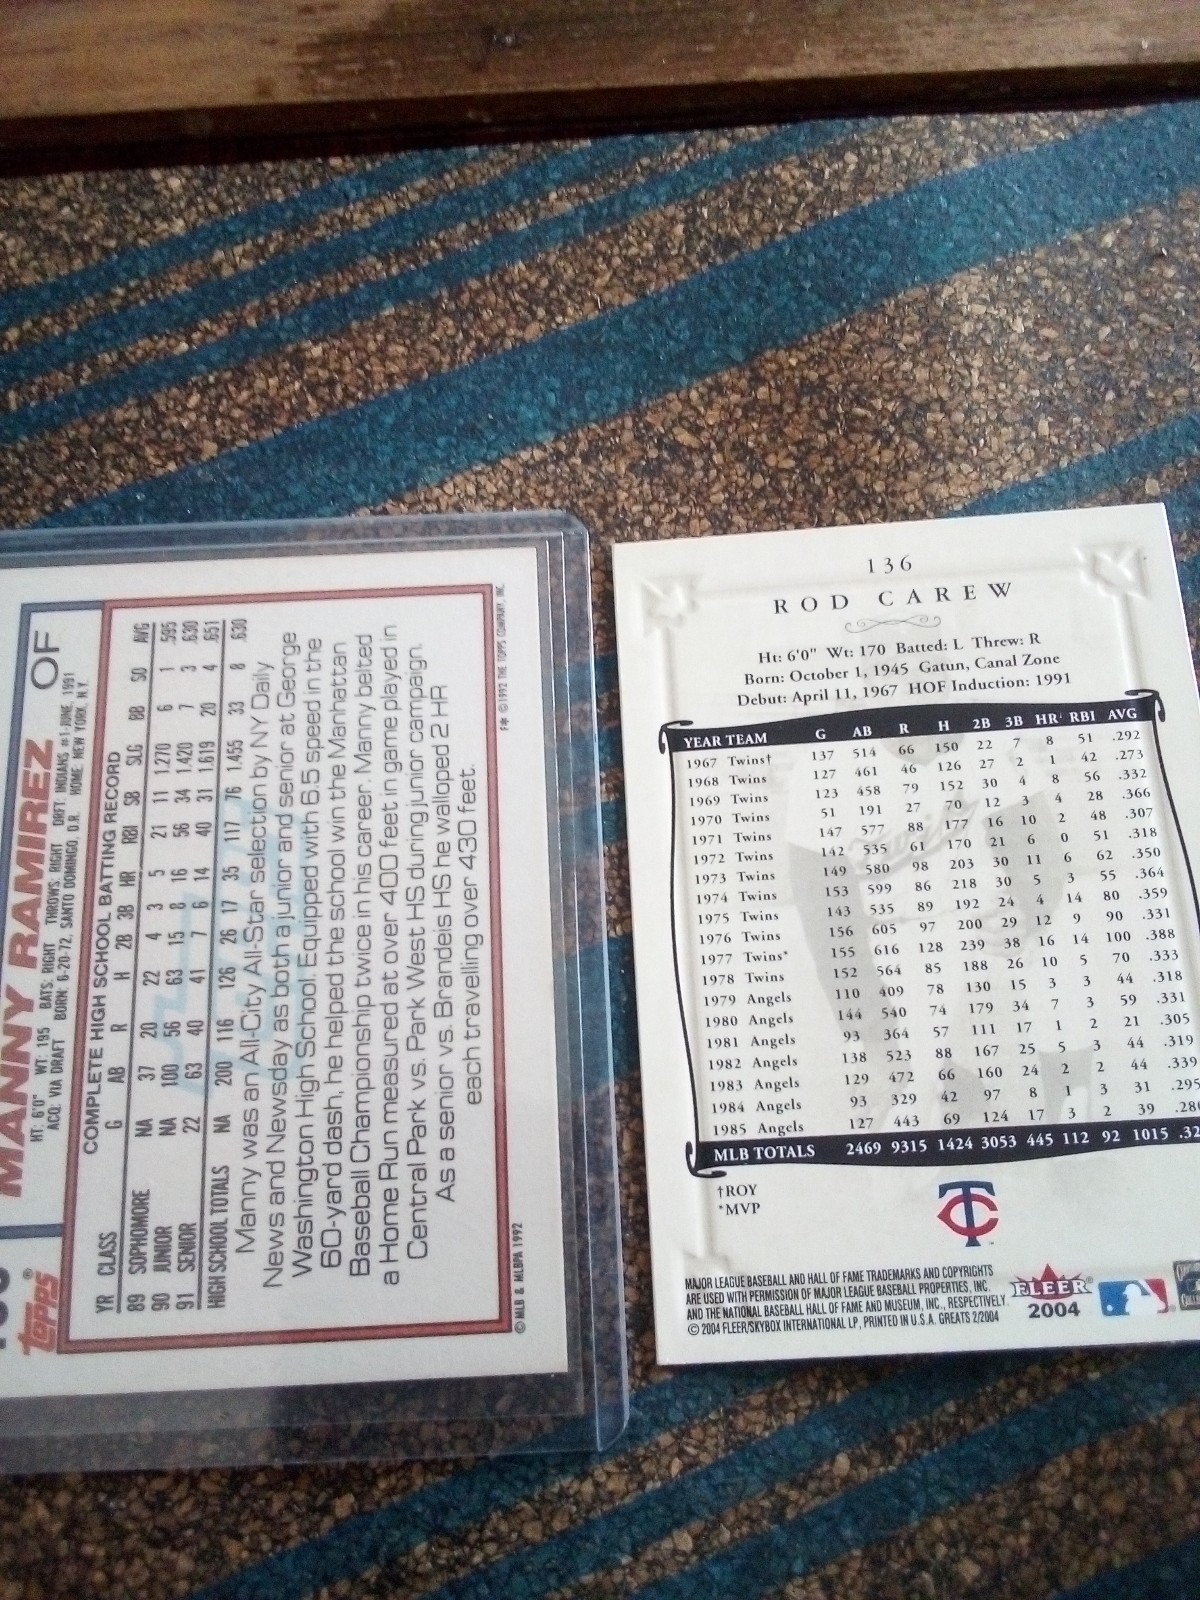 MANNY RAMIREZ OF
HT: 6'0" WT: 195 BATS: RIGHT THROWS: RIGHT DRFT: INDIANS #1-JUNE, 1991
ACQ: VIA DRAFT BORN: 5-20-72, SANTO DOMINGO, D.R. HOME: NEW YORK, N.Y.
COMPLETE HIGH SCHOOL BATTING RECORD
YR CLASS G AB R H 2B 3B HR RBI SB SLG BB SO AVG
89 SOPHOMORE NA 37 20 22 4 3 5 21 11 1.270 6 1 .595
90 JUNIOR NA 100 56 63 15 8 16 56 34 1.420 7 3 .630
91 SENIOR 22 63 40 41 7 6 14 40 31 1.619 20 4 .651
HIGH SCHOOL TOTALS NA 200 116 126 26 17 35 117 76 1.455 33 8 .630
Manny was an All-City All-Star selection by NY Daily
News and Newsday as both a junior and senior at George
Washington High School. Equipped with 6.5 speed in the
60-yard dash, he helped the school win the Manhattan
Baseball Championship twice in his career. Manny belted
a Home Run measured at over 400 feet in game played in
Central Park vs. Park West HS during junior campaign.
As a senior vs. Brandeis HS he walloped 2 HR
each travelling over 430 feet.
© MLB & MLBPA 1992
F* © 1992 THE TOPPS COMPANY, INC.
topps®
136
ROD CAREW
Ht: 6'0" Wt: 170 Batted: L Threw: R
Born: October 1, 1945 Gatun, Canal Zone
Debut: April 11, 1967 HOF Induction: 1991
YEAR TEAM G AB R H 2B 3B HR RBI AVG
1967 Twins† 137 514 66 150 22 7 8 51 .292
1968 Twins 127 461 46 126 27 2 1 42 .273
1969 Twins 123 458 79 152 30 4 8 56 .332
1970 Twins 51 191 27 70 12 3 4 28 .366
1971 Twins 147 577 88 177 16 10 2 48 .307
1972 Twins 142 535 61 170 21 6 0 51 .318
1973 Twins 149 580 98 203 30 11 6 62 .350
1974 Twins 153 599 86 218 30 5 3 55 .364
1975 Twins 143 535 89 192 24 4 14 80 .359
1976 Twins 156 605 97 200 29 12 9 90 .331
1977 Twins* 155 616 128 239 38 16 14 100 .388
1978 Twins 152 564 85 188 26 10 5 70 .333
1979 Angels 110 409 78 130 15 3 3 44 .318
1980 Angels 144 540 74 179 34 7 3 59 .331
1981 Angels 93 364 57 111 17 1 2 21 .305
1982 Angels 138 523 88 167 25 5 3 44 .319
1983 Angels 129 472 66 160 24 2 2 44 .339
1984 Angels 93 329 42 97 8 1 3 31 .295
1985 Angels 127 443 69 124 17 3 2 39 .28
MLB TOTALS 2469 9315 1424 3053 445 112 92 1015 .32
†ROY
*MVP
TC
MAJOR LEAGUE BASEBALL AND HALL OF FAME TRADEMARKS AND COPYRIGHTS
ARE USED WITH PERMISSION OF MAJOR LEAGUE BASEBALL PROPERTIES, INC.
AND THE NATIONAL BASEBALL HALL OF FAME AND MUSEUM, INC., RESPECTIVELY.
© 2004 FLEER/SKYBOX INTERNATIONAL LP, PRINTED IN U.S.A. GREATS 2/2004
FLEER®
2004